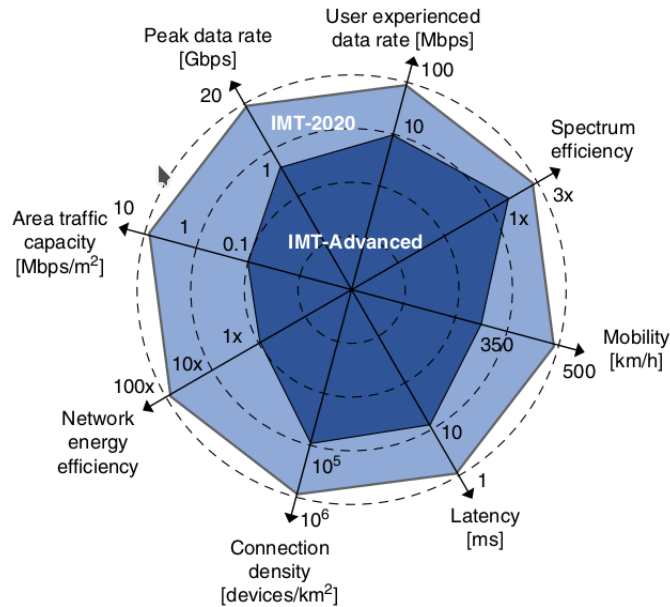 User experienced
data rate [Mbps]
Peak data rate
[Gbps]
100
20
IMT-2020
10
Spectrum
efficiency
1
3x
10
1
0.1
1x
Area traffic
capacity
[Mbps/m²]
IMT-Advanced
1x
350
Mobility
[km/h]
10x
500
100x
Network
energy
efficiency
10
10⁵
1
10⁶
Latency
[ms]
Connection
density
[devices/km²]